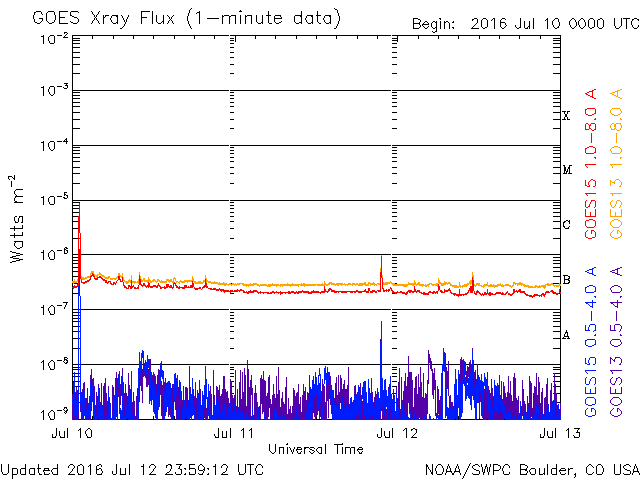 GOES Xray Flux (1-minute data)
Begin: 2016 Jul 10 0000 UTC
10⁻²
10⁻³
10⁻⁴
10⁻⁵
10⁻⁶
10⁻⁷
10⁻⁸
10⁻⁹
Watts m⁻²
X
M
C
B
A
GOES15 1.0-8.0 A
GOES13 1.0-8.0 A
GOES15 0.5-4.0 A
GOES13 0.5-4.0 A
Jul 10
Jul 11
Jul 12
Jul 13
Universal Time
Updated 2016 Jul 12 23:59:12 UTC
NOAA/SWPC Boulder, CO USA